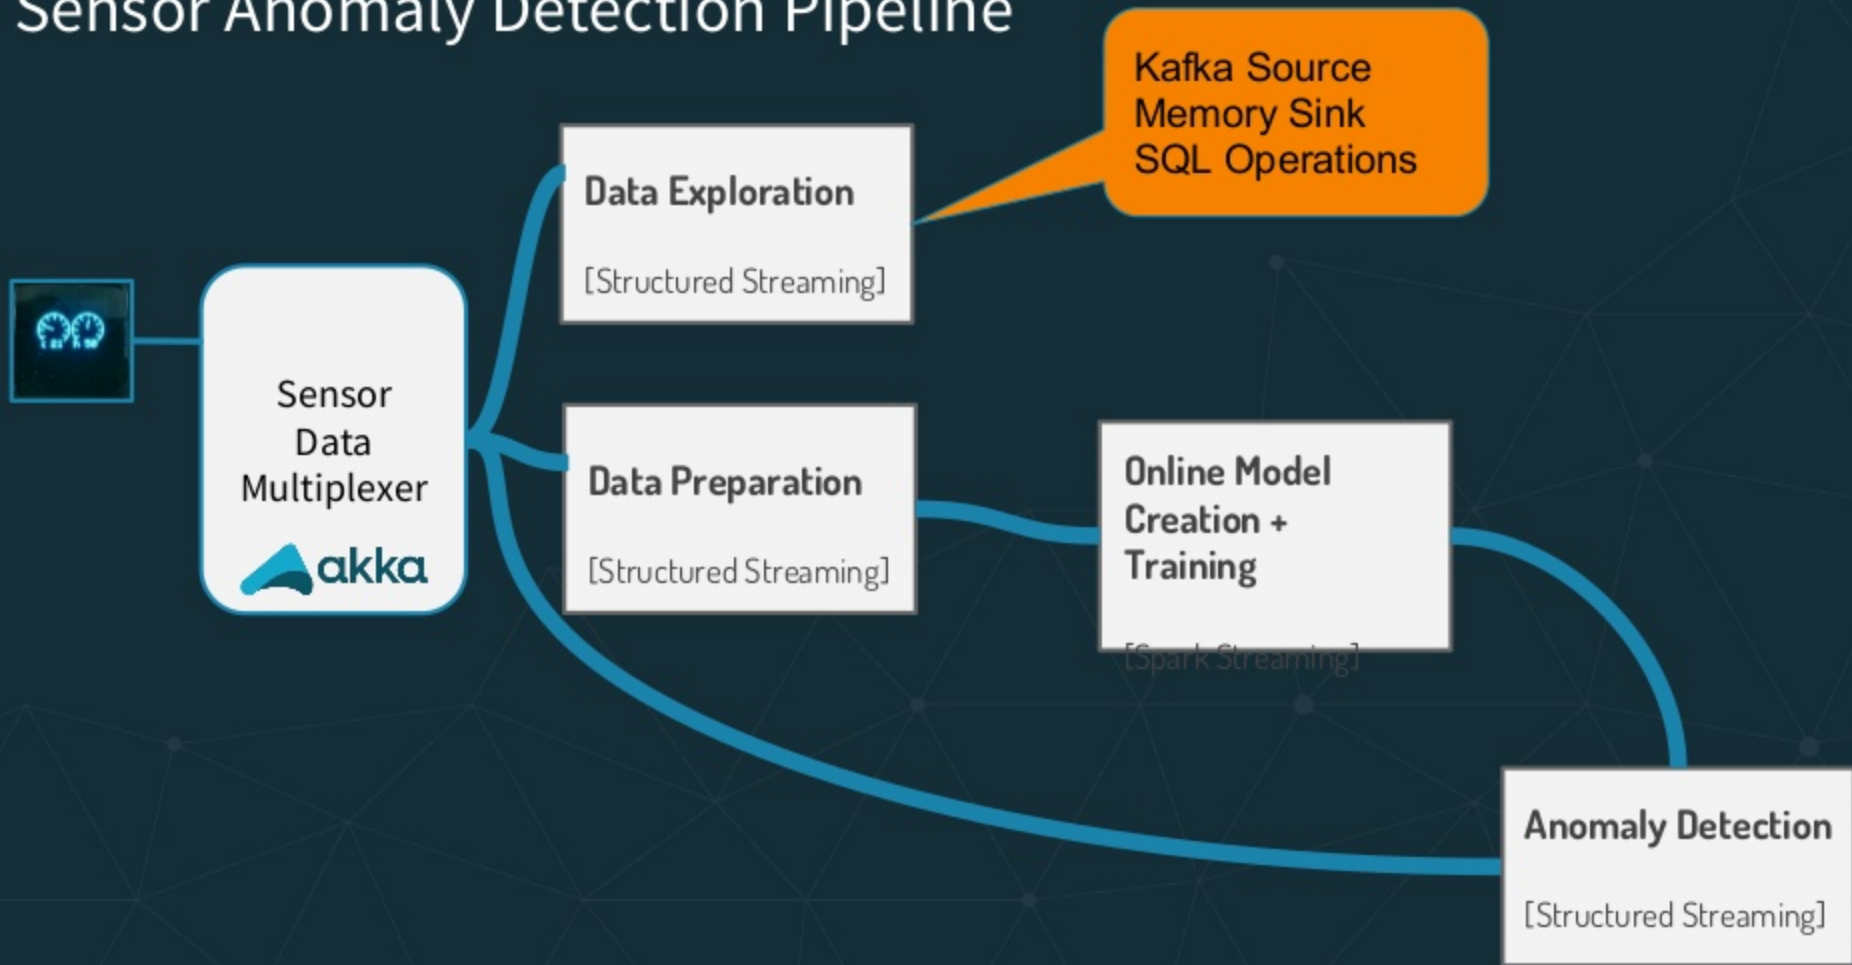 Sensor Anomaly Detection Pipeline
Kafka Source
Memory Sink
SQL Operations
Data Exploration
[Structured Streaming]
Sensor
Data
Multiplexer
akka
Data Preparation
[Structured Streaming]
Online Model
Creation +
Training
[Spark Streaming]
Anomaly Detection
[Structured Streaming]